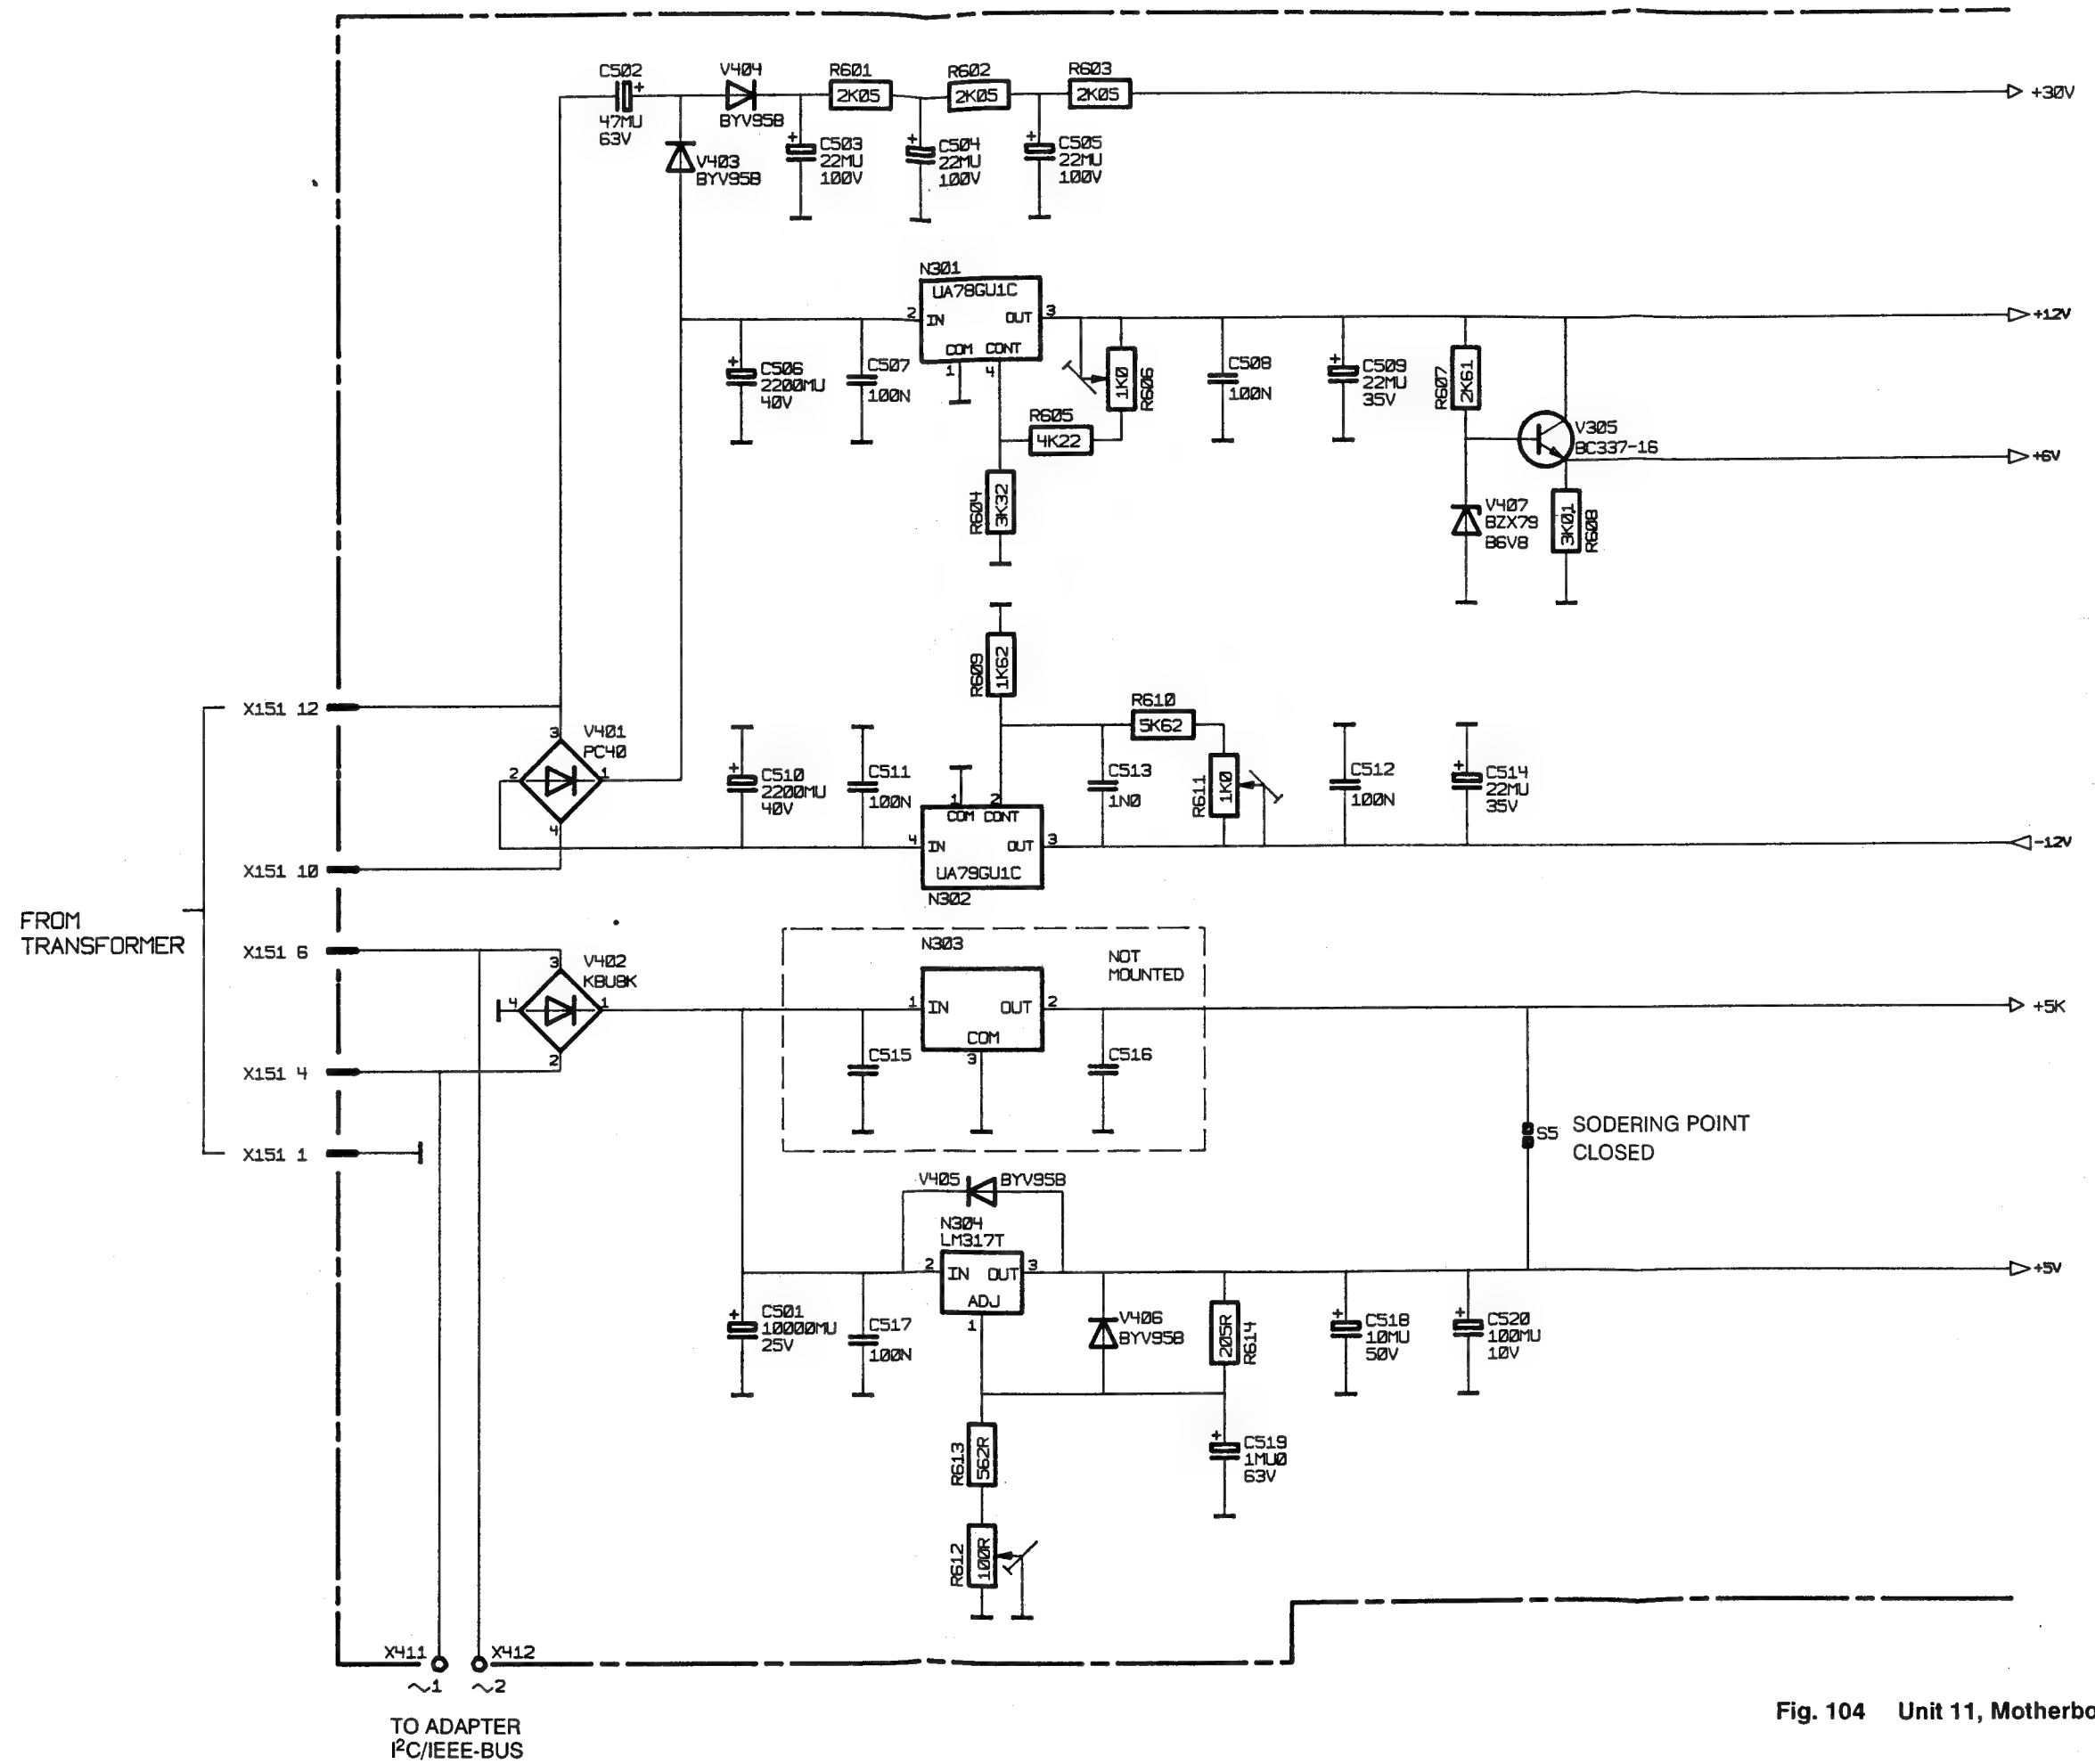 C502
47MU
63V
+
V404
BYV95B
R601
2K05
R602
2K05
R603
2K05
+30V
V403
BYV95B
+
C503
22MU
100V
+
C504
22MU
100V
+
C505
22MU
100V
N301
UA78GU1C
2
IN
OUT
3
COM
CONT
1
4
+12V
+
C506
2200MU
40V
C507
100N
1K0
R606
R605
4K22
R604
3K32
C508
100N
+
C509
22MU
35V
R607
2K61
V305
BC337-16
+6V
V407
BZX79
B6V8
3K01
R608
R609
1K62
X151 12
V401
PC40
3
2
1
4
+
C510
2200MU
40V
C511
100N
R610
5K62
C513
1N0
R611
1K0
C512
100N
+
C514
22MU
35V
1
2
COM
CONT
4
IN
OUT
3
UA79GU1C
N302
-12V
X151 10
FROM
TRANSFORMER
X151 6
V402
KBU8K
3
4
1
2
N303
NOT
MOUNTED
1
IN
OUT
2
COM
3
C515
C516
+5K
X151 4
X151 1
S5
SODERING POINT
CLOSED
V405
BYV95B
N304
LM317T
2
IN
OUT
3
ADJ
1
+5V
+
C501
10000MU
25V
C517
100N
V406
BYV95B
205R
R614
+
C518
10MU
50V
+
C520
100MU
10V
R613
562R
+
C519
1MU0
63V
R612
100R
X411
X412
~1
~2
TO ADAPTER
I²C/IEEE-BUS
Fig. 104 Unit 11, Motherbo